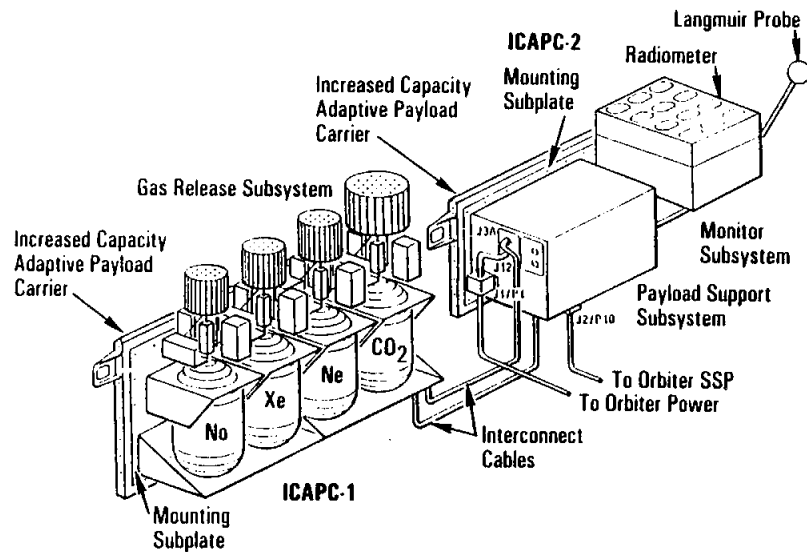 Langmuir Probe
ICAPC-2
Radiometer
Mounting
Subplate
Increased Capacity
Adaptive Payload
Carrier
Gas Release Subsystem
Increased Capacity
Adaptive Payload
Carrier
J3A
J12
J1/P1
Monitor
Subsystem
Payload Support
Subsystem
J2/P10
CO2
Ne
Xe
No
To Orbiter SSP
To Orbiter Power
Interconnect
Cables
ICAPC-1
Mounting
Subplate